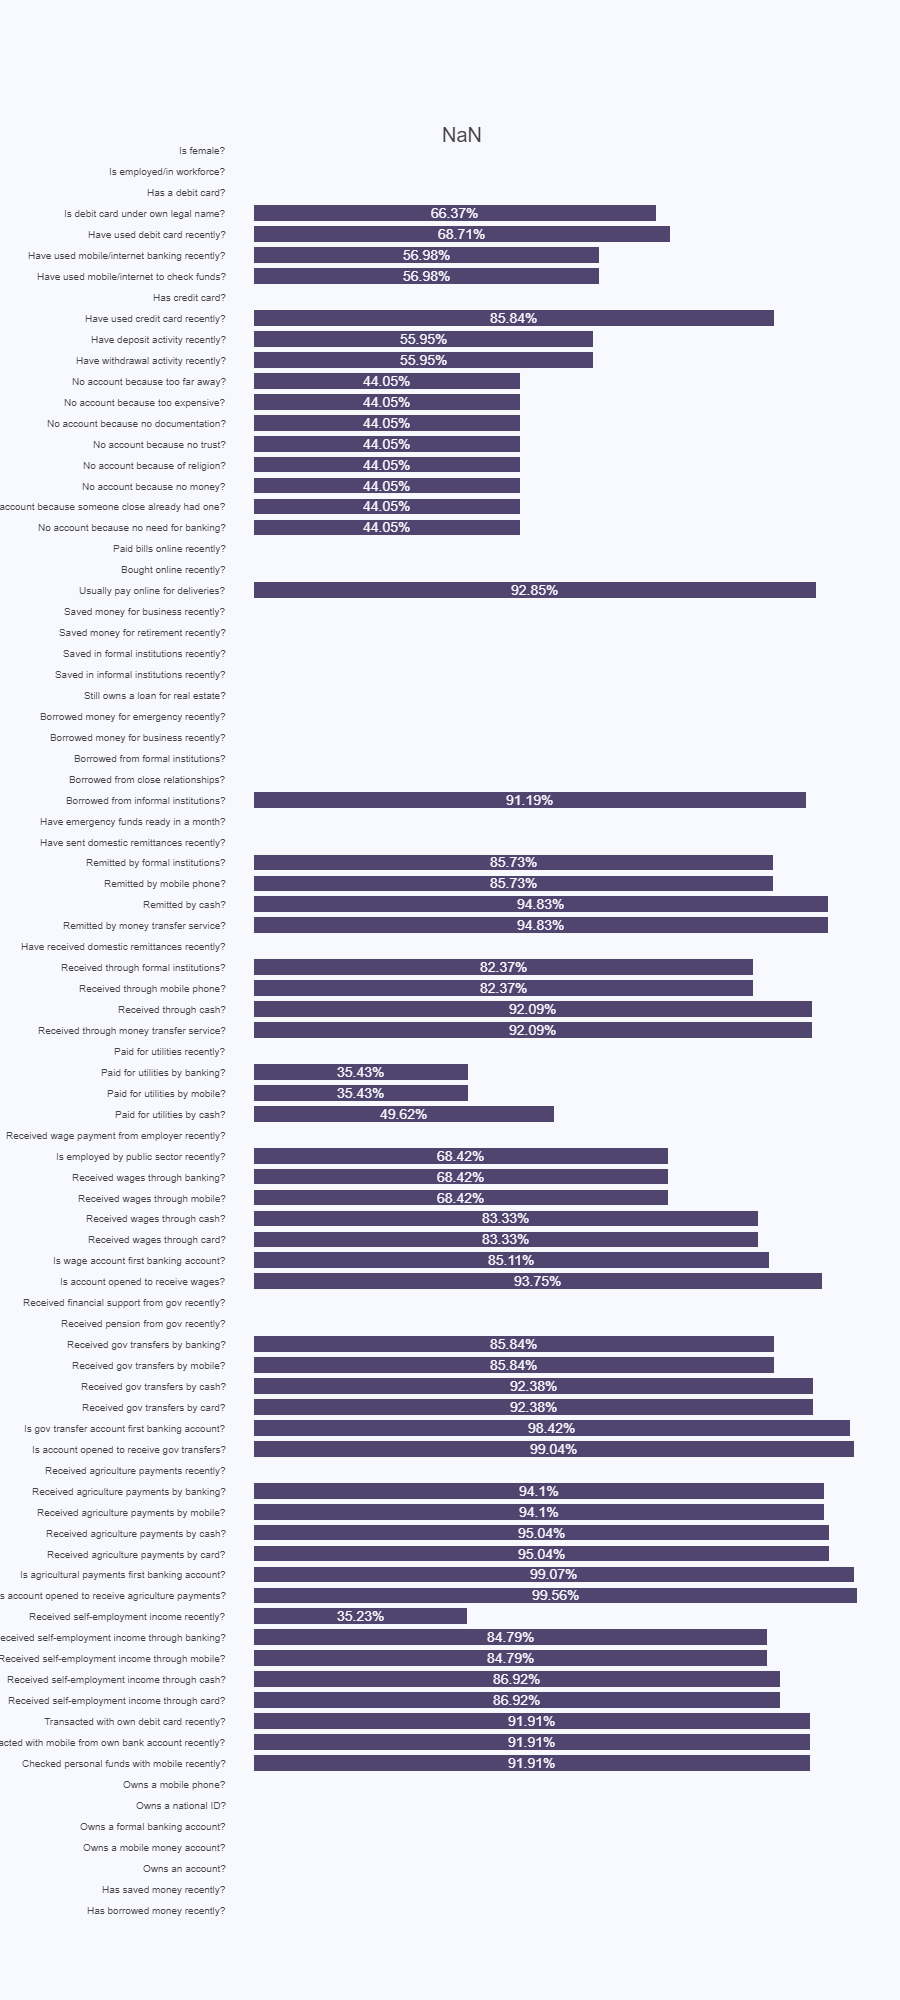 NaN
Is female?
Is employed/in workforce?
Has a debit card?
Is debit card under own legal name? 66.37%
Have used debit card recently? 68.71%
Have used mobile/internet banking recently? 56.98%
Have used mobile/internet to check funds? 56.98%
Has credit card?
Have used credit card recently? 85.84%
Have deposit activity recently? 55.95%
Have withdrawal activity recently? 55.95%
No account because too far away? 44.05%
No account because too expensive? 44.05%
No account because no documentation? 44.05%
No account because no trust? 44.05%
No account because of religion? 44.05%
No account because no money? 44.05%
account because someone close already had one? 44.05%
No account because no need for banking? 44.05%
Paid bills online recently?
Bought online recently?
Usually pay online for deliveries? 92.85%
Saved money for business recently?
Saved money for retirement recently?
Saved in formal institutions recently?
Saved in informal institutions recently?
Still owns a loan for real estate?
Borrowed money for emergency recently?
Borrowed money for business recently?
Borrowed from formal institutions?
Borrowed from close relationships?
Borrowed from informal institutions? 91.19%
Have emergency funds ready in a month?
Have sent domestic remittances recently?
Remitted by formal institutions? 85.73%
Remitted by mobile phone? 85.73%
Remitted by cash? 94.83%
Remitted by money transfer service? 94.83%
Have received domestic remittances recently?
Received through formal institutions? 82.37%
Received through mobile phone? 82.37%
Received through cash? 92.09%
Received through money transfer service? 92.09%
Paid for utilities recently?
Paid for utilities by banking? 35.43%
Paid for utilities by mobile? 35.43%
Paid for utilities by cash? 49.62%
Received wage payment from employer recently?
Is employed by public sector recently? 68.42%
Received wages through banking? 68.42%
Received wages through mobile? 68.42%
Received wages through cash? 83.33%
Received wages through card? 83.33%
Is wage account first banking account? 85.11%
Is account opened to receive wages? 93.75%
Received financial support from gov recently?
Received pension from gov recently?
Received gov transfers by banking? 85.84%
Received gov transfers by mobile? 85.84%
Received gov transfers by cash? 92.38%
Received gov transfers by card? 92.38%
Is gov transfer account first banking account? 98.42%
Is account opened to receive gov transfers? 99.04%
Received agriculture payments recently?
Received agriculture payments by banking? 94.1%
Received agriculture payments by mobile? 94.1%
Received agriculture payments by cash? 95.04%
Received agriculture payments by card? 95.04%
Is agricultural payments first banking account? 99.07%
s account opened to receive agriculture payments? 99.56%
Received self-employment income recently? 35.23%
eceived self-employment income through banking? 84.79%
Received self-employment income through mobile? 84.79%
Received self-employment income through cash? 86.92%
Received self-employment income through card? 86.92%
Transacted with own debit card recently? 91.91%
acted with mobile from own bank account recently? 91.91%
Checked personal funds with mobile recently? 91.91%
Owns a mobile phone?
Owns a national ID?
Owns a formal banking account?
Owns a mobile money account?
Owns an account?
Has saved money recently?
Has borrowed money recently?